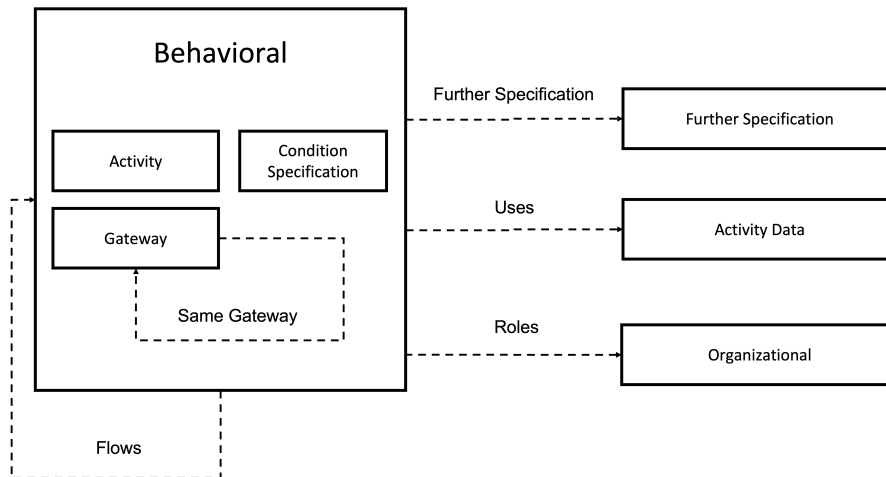 Behavioral
Further Specification
Further Specification
Activity
Condition
Specification
Uses
Gateway
Activity Data
Same Gateway
Roles
Organizational
Flows